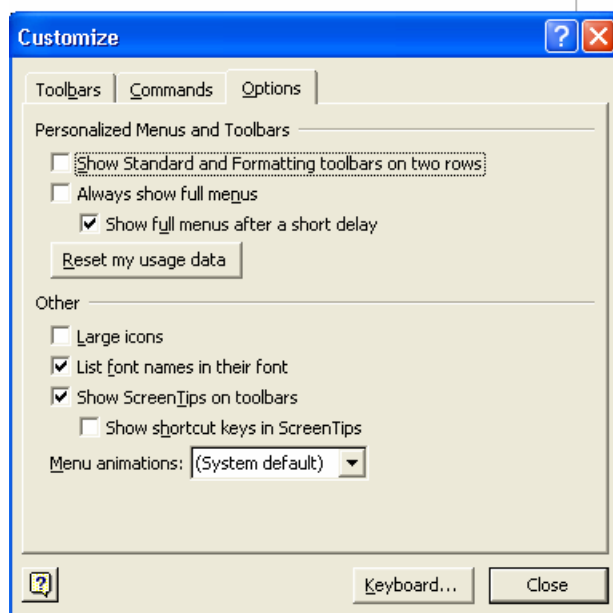 Customize
Toolbars Commands Options
Personalized Menus and Toolbars
Show Standard and Formatting toolbars on two rows
Always show full menus
Show full menus after a short delay
Reset my usage data
Other
Large icons
List font names in their font
Show ScreenTips on toolbars
Show shortcut keys in ScreenTips
Menu animations: (System default)
Keyboard... Close